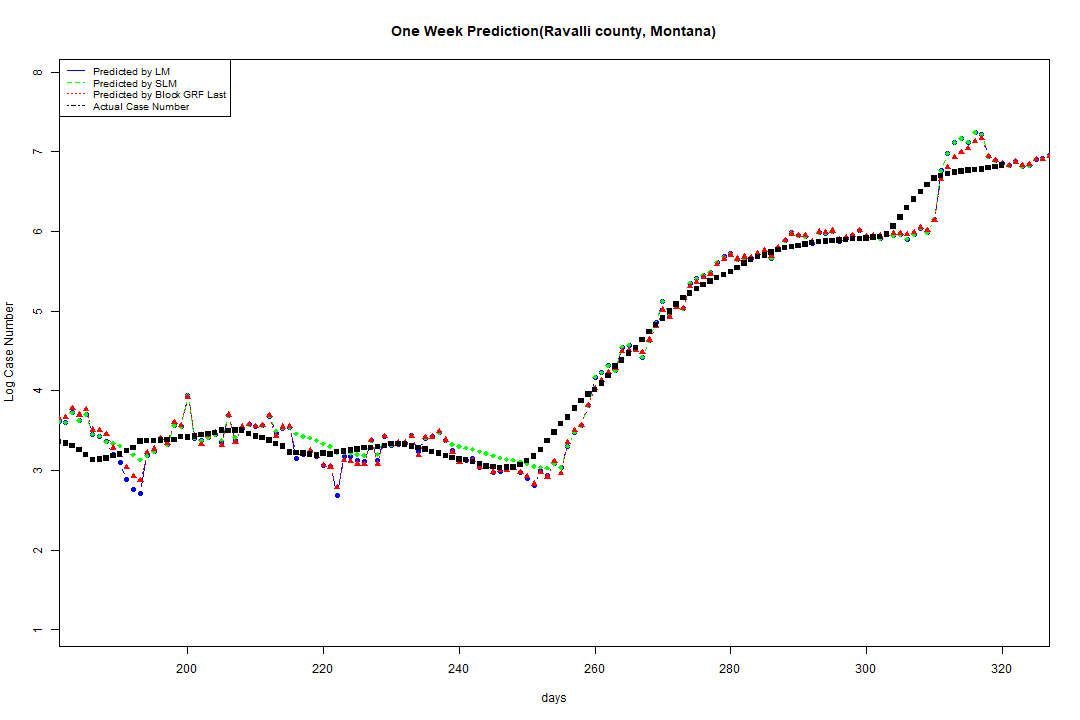 One Week Prediction(Ravalli county, Montana)
Predicted by LM
Predicted by SLM
Predicted by Block GRF Last
Actual Case Number
8
7
6
5
4
3
2
1
Log Case Number
200 220 240 260 280 300 320
days